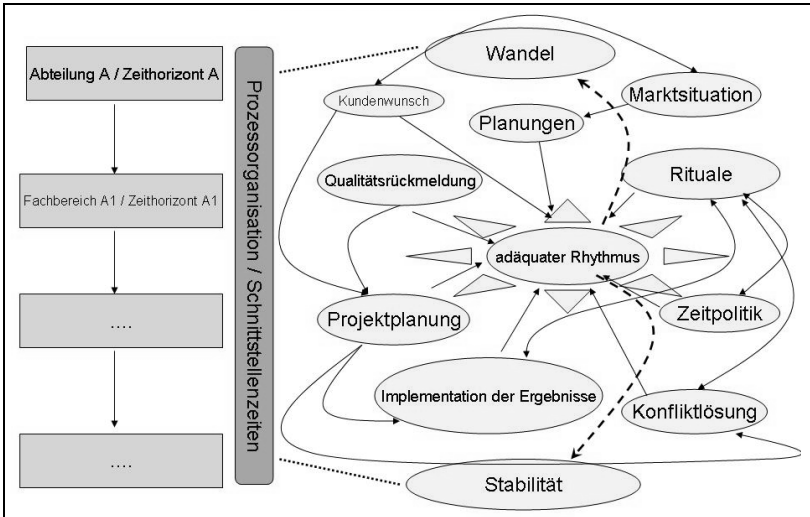 Abteilung A / Zeithorizont A
Fachbereich A1 / Zeithorizont A1
....
....
Prozessorganisation / Schnittstellenzeiten
Wandel
Kundenwunsch
Marktsituation
Planungen
Qualitätsrückmeldung
Rituale
adäquater Rhythmus
Projektplanung
Zeitpolitik
Implementation der Ergebnisse
Konfliktlösung
Stabilität